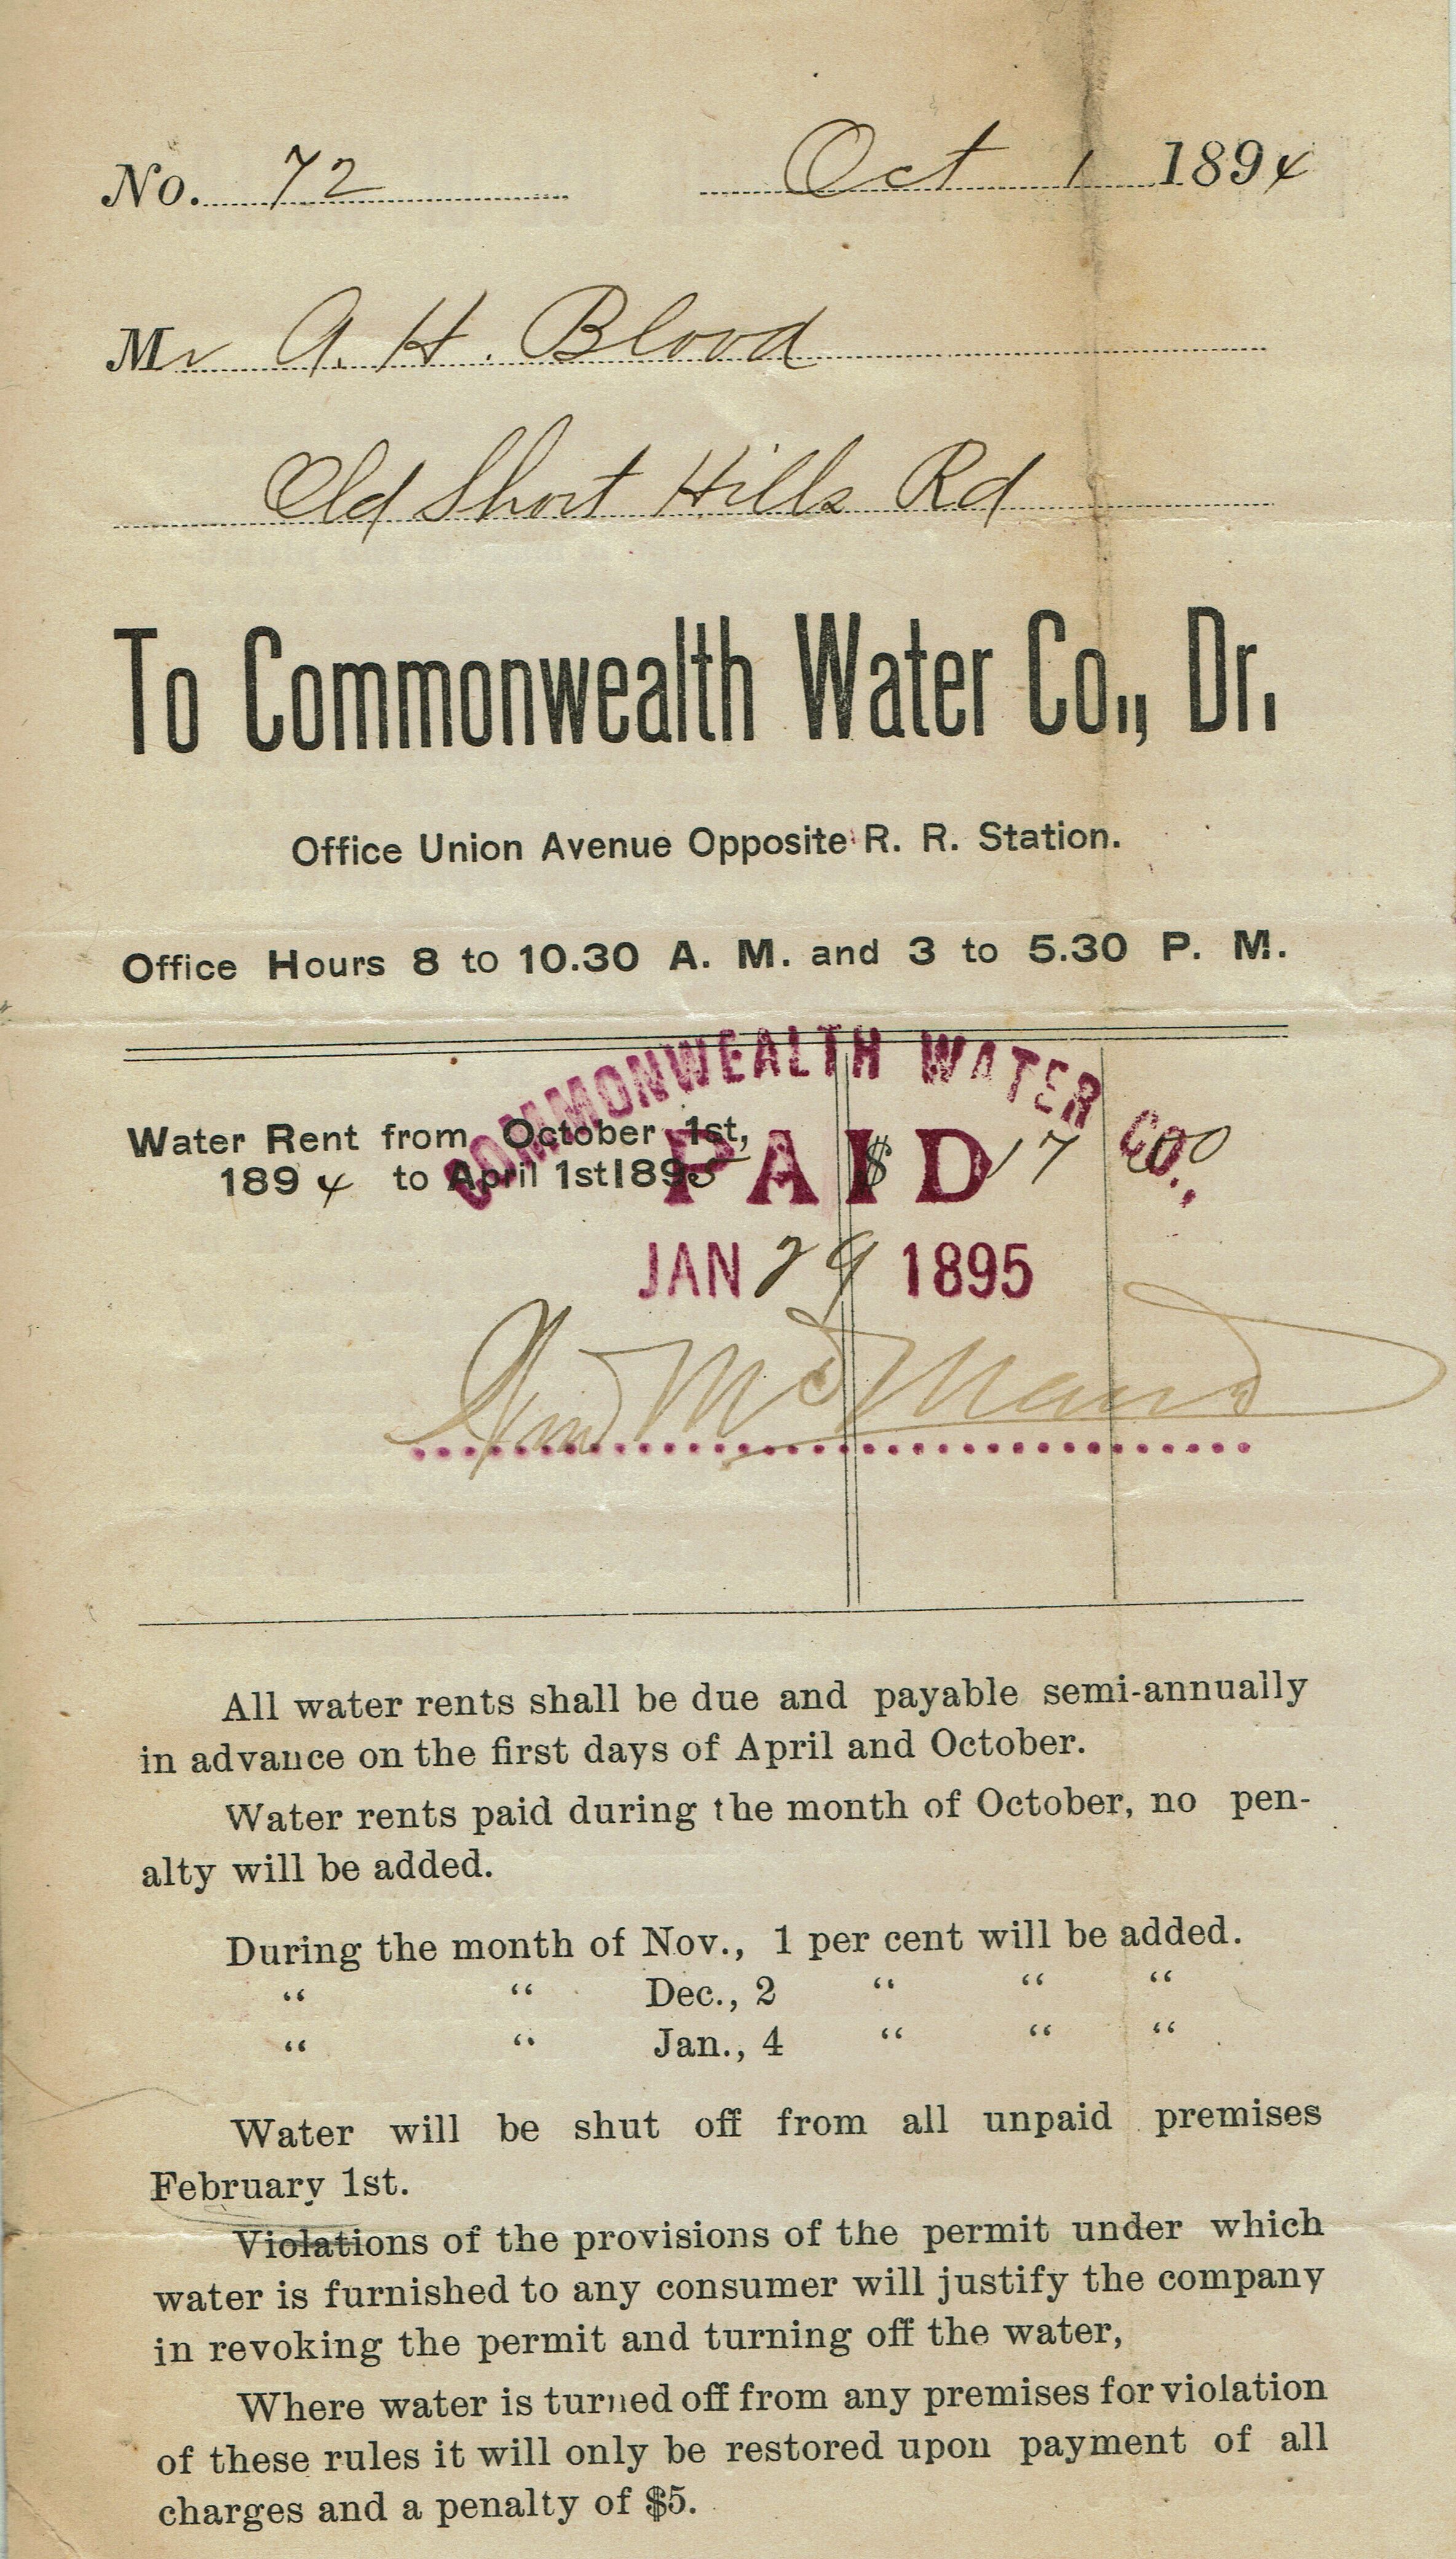 No. 72 Oct 1 1894
Mr A. H. Blood
Old Short Hills Rd
To Commonwealth Water Co., Dr.
Office Union Avenue Opposite R. R. Station.
Office Hours 8 to 10.30 A. M. and 3 to 5.30 P. M.
COMMONWEALTH WATER CO.,
Water Rent from October 1st,
1894 to April 1st 1895 $ 17 00
PAID
JAN 29 1895
All water rents shall be due and payable semi-annually
in advance on the first days of April and October.
Water rents paid during the month of October, no pen-
alty will be added.
During the month of Nov., 1 per cent will be added.
“ “ Dec., 2 “ “ “
“ “ Jan., 4 “ “ “
Water will be shut off from all unpaid premises
February 1st.
Violations of the provisions of the permit under which
water is furnished to any consumer will justify the company
in revoking the permit and turning off the water,
Where water is turned off from any premises for violation
of these rules it will only be restored upon payment of all
charges and a penalty of $5.